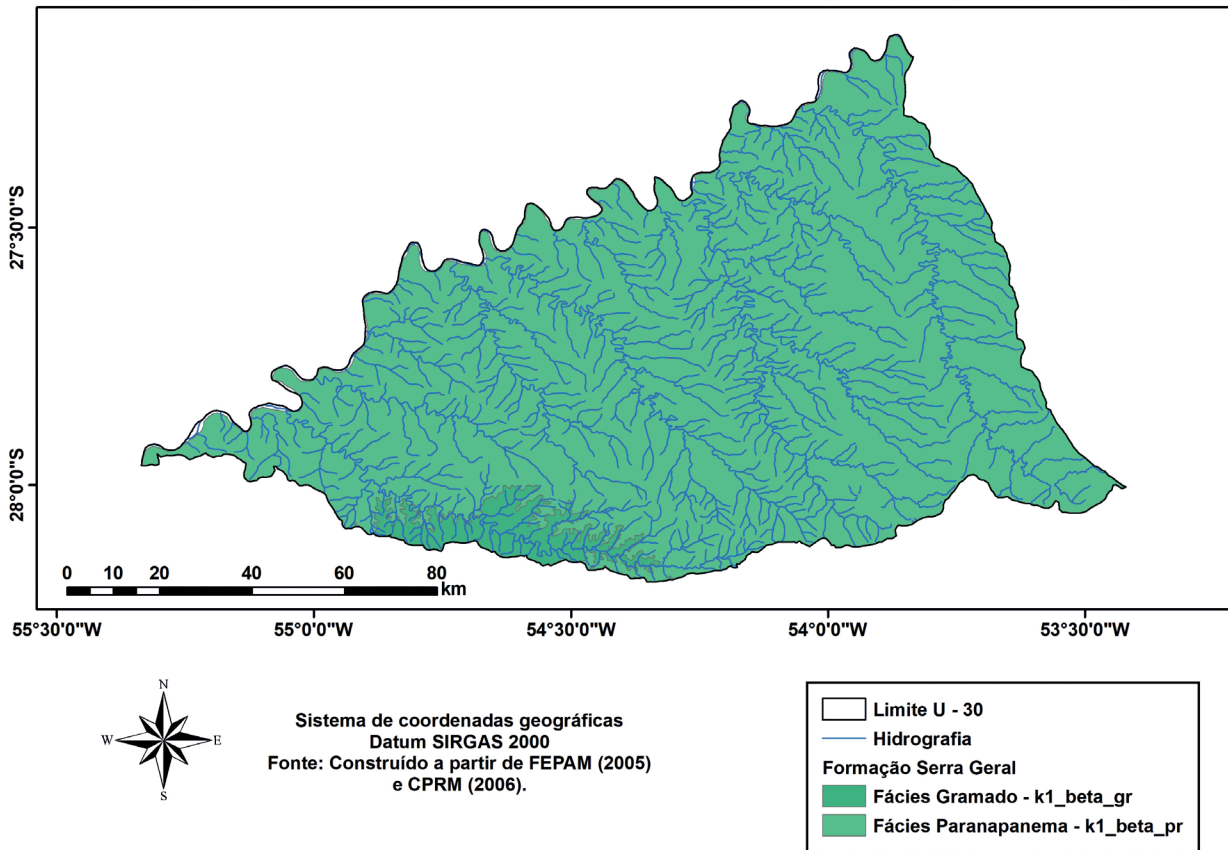 27°30'0"S
28°0'0"S
0 10 20 40 60 80
km
55°30'0"W 55°0'0"W 54°30'0"W 54°0'0"W 53°30'0"W
N
W E
S
Sistema de coordenadas geográficas
Datum SIRGAS 2000
Fonte: Construído a partir de FEPAM (2005)
e CPRM (2006).
Limite U - 30
Hidrografia
Formação Serra Geral
Fácies Gramado - k1_beta_gr
Fácies Paranapanema - k1_beta_pr